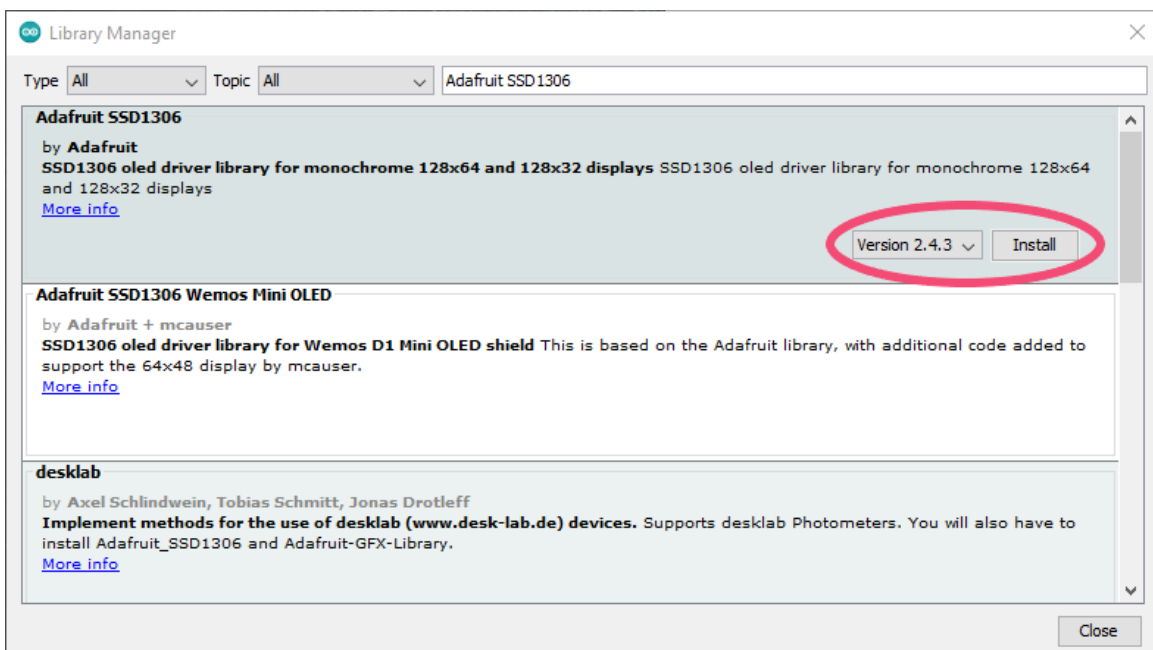 Library Manager
Type All Topic All Adafruit SSD1306
Adafruit SSD1306
by Adafruit
SSD1306 oled driver library for monochrome 128x64 and 128x32 displays SSD1306 oled driver library for monochrome 128x64
and 128x32 displays
More info
Version 2.4.3 Install
Adafruit SSD1306 Wemos Mini OLED
by Adafruit + mcauser
SSD1306 oled driver library for Wemos D1 Mini OLED shield This is based on the Adafruit library, with additional code added to
support the 64x48 display by mcauser.
More info
desklab
by Axel Schlindwein, Tobias Schmitt, Jonas Drotleff
Implement methods for the use of desklab (www.desk-lab.de) devices. Supports desklab Photometers. You will also have to
install Adafruit_SSD1306 and Adafruit-GFX-Library.
More info
Close